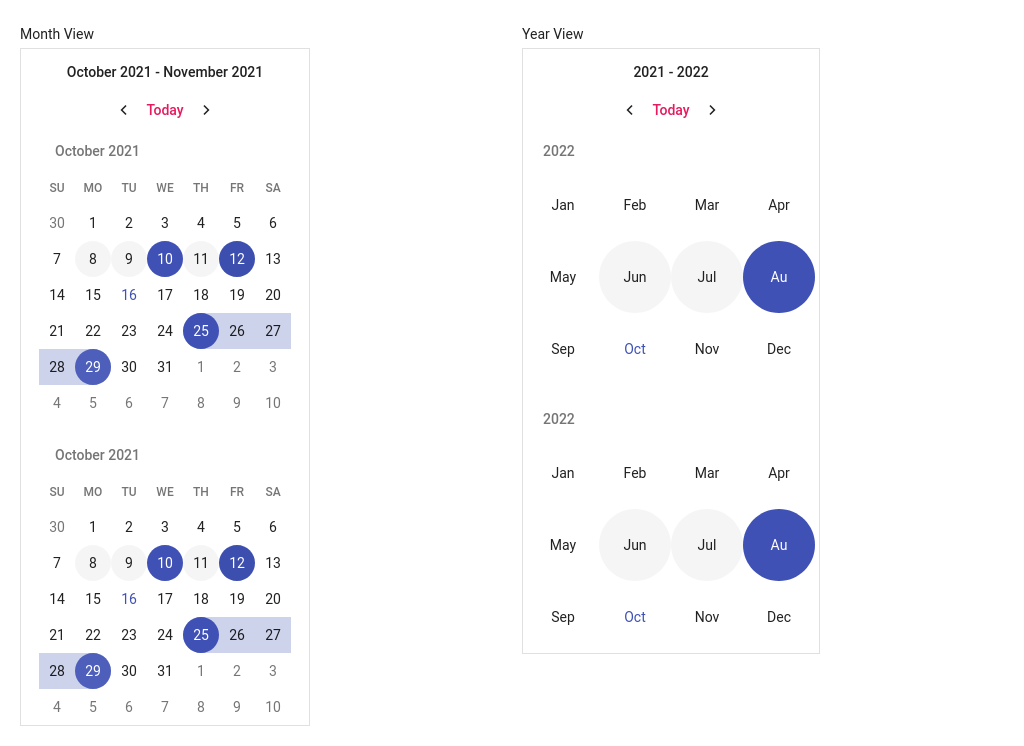 Month View
October 2021 - November 2021
Today
October 2021
SU MO TU WE TH FR SA
30 1 2 3 4 5 6
7 8 9 10 11 12 13
14 15 16 17 18 19 20
21 22 23 24 25 26 27
28 29 30 31 1 2 3
4 5 6 7 8 9 10
October 2021
SU MO TU WE TH FR SA
30 1 2 3 4 5 6
7 8 9 10 11 12 13
14 15 16 17 18 19 20
21 22 23 24 25 26 27
28 29 30 31 1 2 3
4 5 6 7 8 9 10
Year View
2021 - 2022
Today
2022
Jan Feb Mar Apr
May Jun Jul Au
Sep Oct Nov Dec
2022
Jan Feb Mar Apr
May Jun Jul Au
Sep Oct Nov Dec